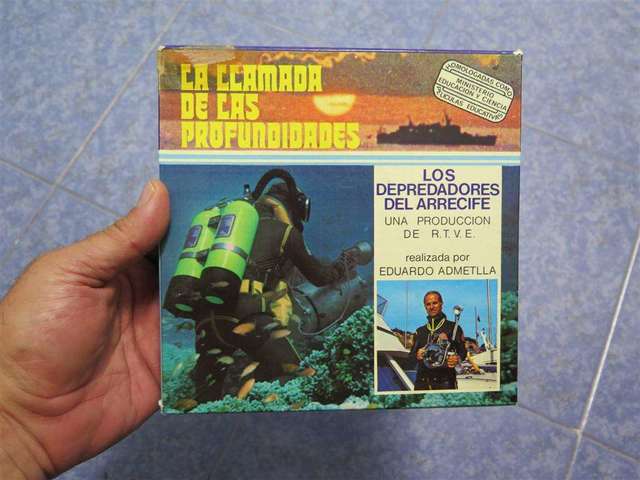 LA LLAMADA
DE LAS
PROFUNDIDADES
HOMOLOGADAS COMO
MINISTERIO
EDUCACION Y CIENCIA
PELICULAS EDUCATIVAS
LOS
DEPREDADORES
DEL ARRECIFE
UNA PRODUCCION
DE R.T.V.E.
realizada por
EDUARDO ADMETLLA